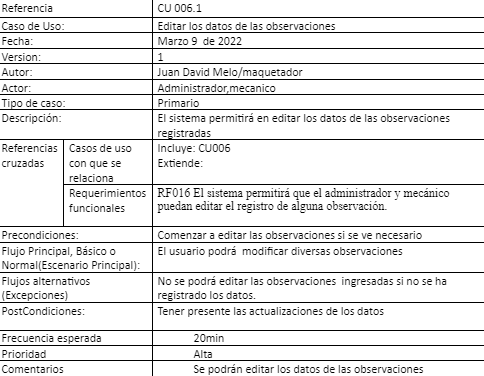 Referencia CU 006.1
Caso de Uso: Editar los datos de las observaciones
Fecha: Marzo 9 de 2022
Version: 1
Autor: Juan David Melo/maquetador
Actor: Administrador,mecanico
Tipo de caso: Primario
Descripción: El sistema permitirá en editar los datos de las observaciones
registradas
Referencias
cruzadas
Casos de uso
con que se
relaciona
Incluye: CU006
Extiende:
Requerimientos
funcionales
RF016 El sistema permitirá que el administrador y mecánico
puedan editar el registro de alguna observación.
Precondiciones: Comenzar a editar las observaciones si se ve necesario
Flujo Principal, Básico o
Normal(Escenario Principal):
El usuario podrá modificar diversas observaciones
Flujos alternativos
(Excepciones)
No se podrá editar las observaciones ingresadas si no se ha
registrado los datos.
PostCondiciones: Tener presente las actualizaciones de los datos
Frecuencia esperada 20min
Prioridad Alta
Comentarios Se podrán editar los datos de las observaciones